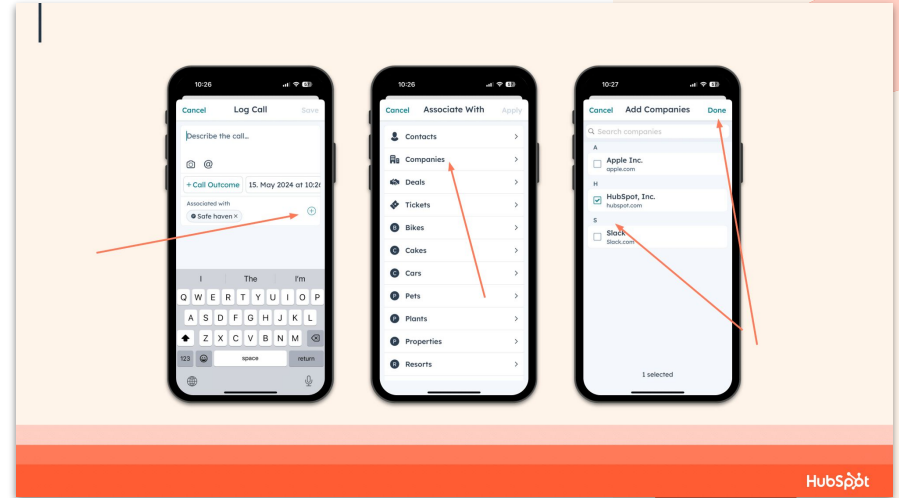 10:26
Cancel Log Call Save
Describe the call...
@
+ Call Outcome 15. May 2024 at 10:26
Associated with
Safe haven ×
I The I'm
Q W E R T Y U I O P
A S D F G H J K L
Z X C V B N M
123 space return
10:26
Cancel Associate With Apply
Contacts
Companies
Deals
Tickets
B Bikes
C Cakes
C Cars
P Pets
P Plants
P Properties
R Resorts
10:27
Cancel Add Companies Done
Search companies
A
Apple Inc.
apple.com
H
HubSpot, Inc.
hubspot.com
S
Slack
Slack.com
1 selected
HubSpot